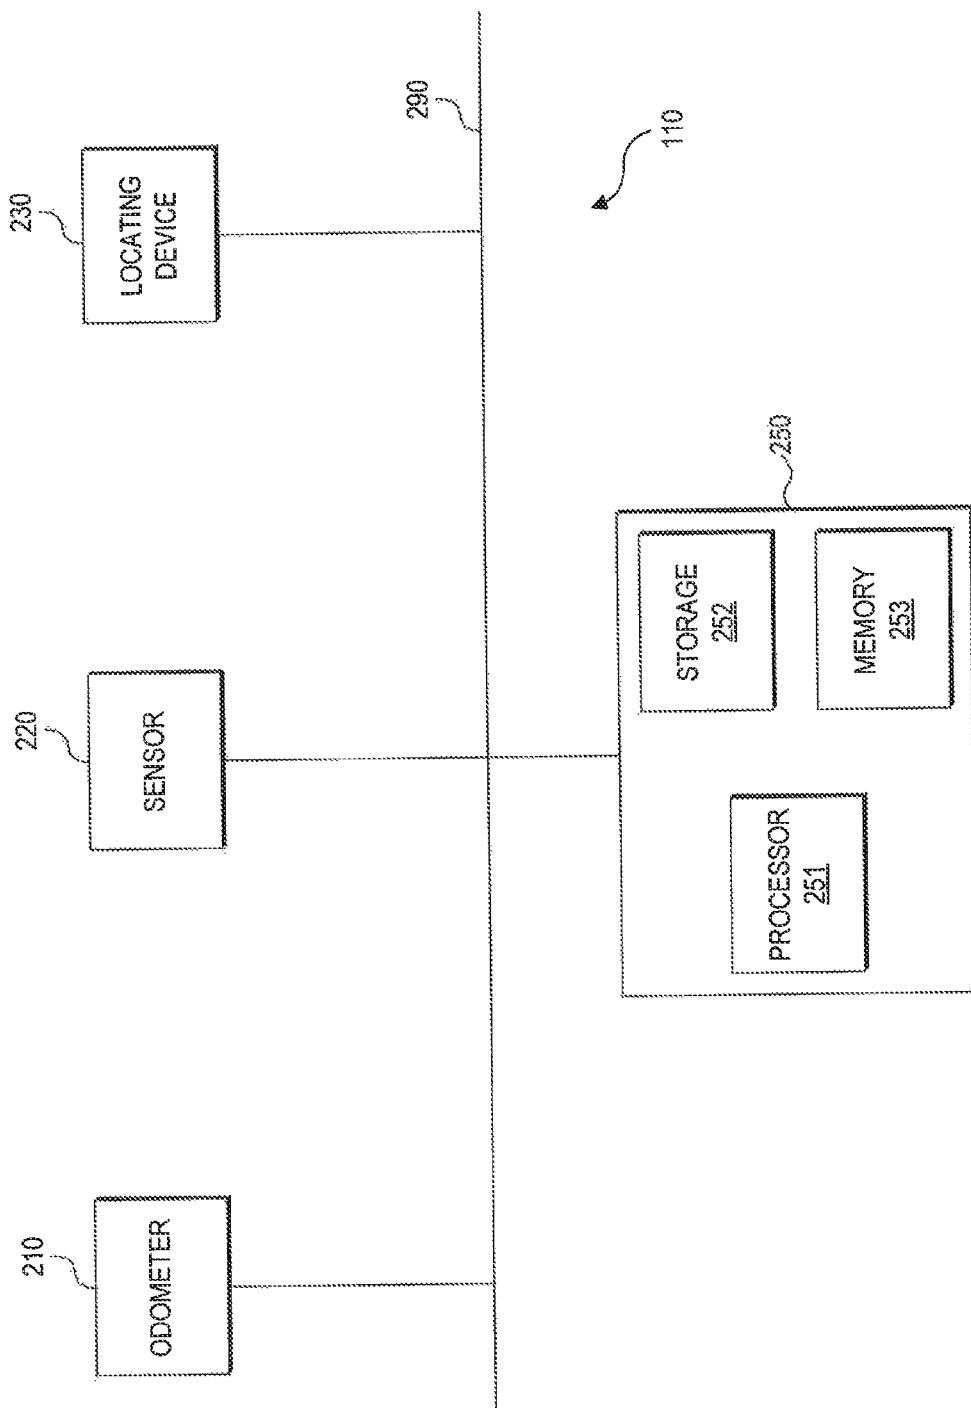 210
220
230
ODOMETER
SENSOR
LOCATING
DEVICE
290
110
250
PROCESSOR
251
STORAGE
252
MEMORY
253